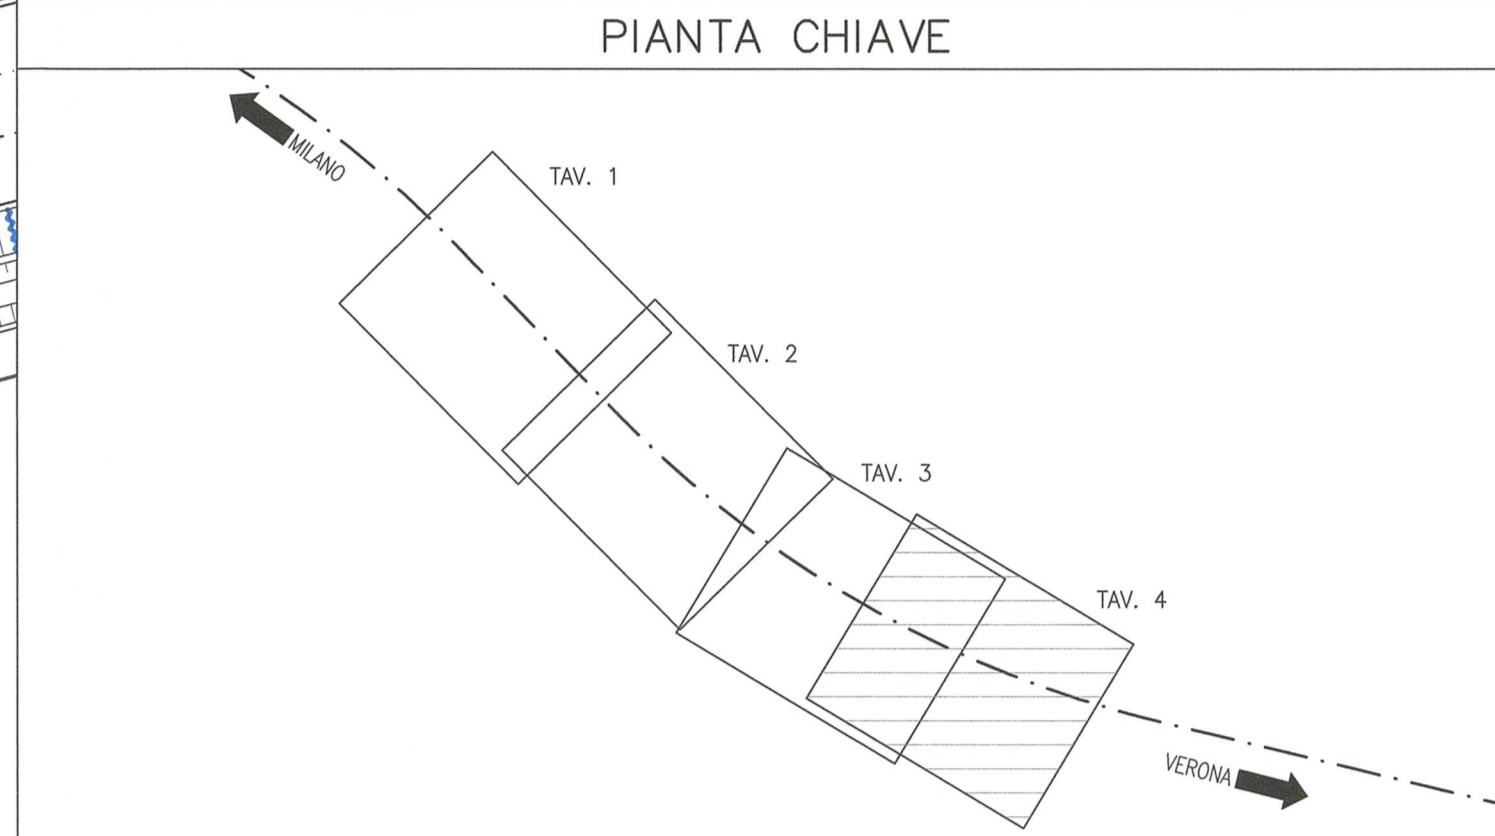 PIANTA CHIAVE
MILANO
TAV. 1
TAV. 2
TAV. 3
TAV. 4
VERONA